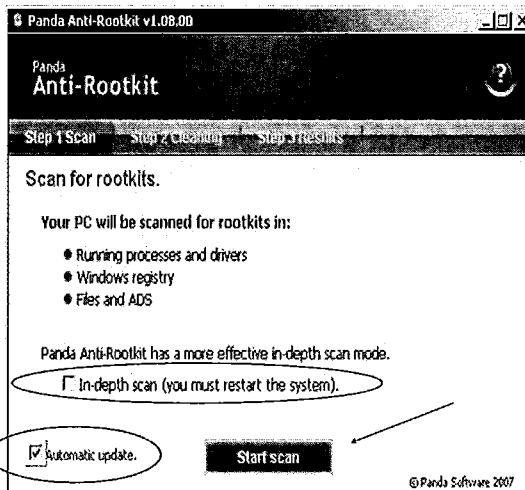 Panda Anti-Rootkit v1.08.00
Panda
Anti-Rootkit
?
Step 1 Scan Step 2 Cleaning Step 3 Results
Scan for rootkits.
Your PC will be scanned for rootkits in:
Running processes and drivers
Windows registry
Files and ADS
Panda Anti-Rootkit has a more effective in-depth scan mode.
In-depth scan (you must restart the system).
Automatic update.
Start scan
© Panda Software 2007